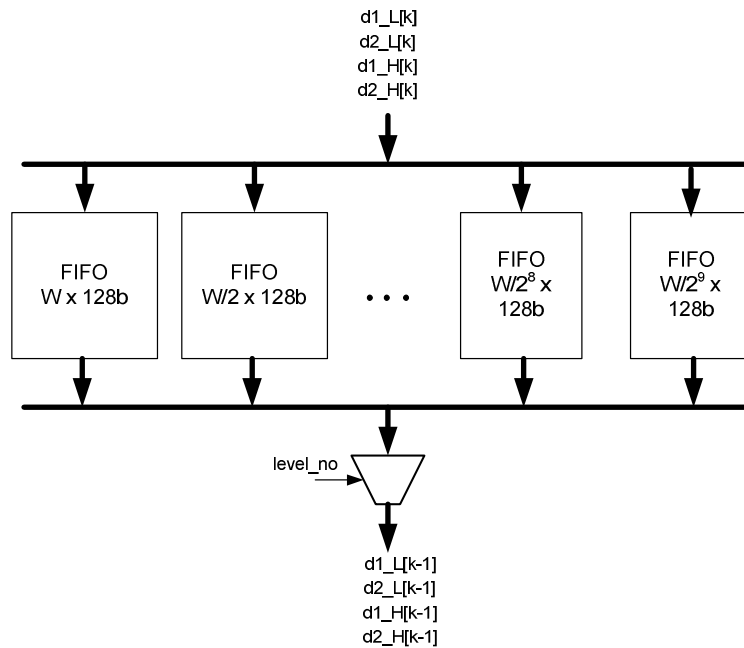 d1_L[k]
d2_L[k]
d1_H[k]
d2_H[k]
FIFO
W x 128b
FIFO
W/2 x 128b
...
FIFO
W/2⁸ x
128b
FIFO
W/2⁹ x
128b
level_no
d1_L[k-1]
d2_L[k-1]
d1_H[k-1]
d2_H[k-1]